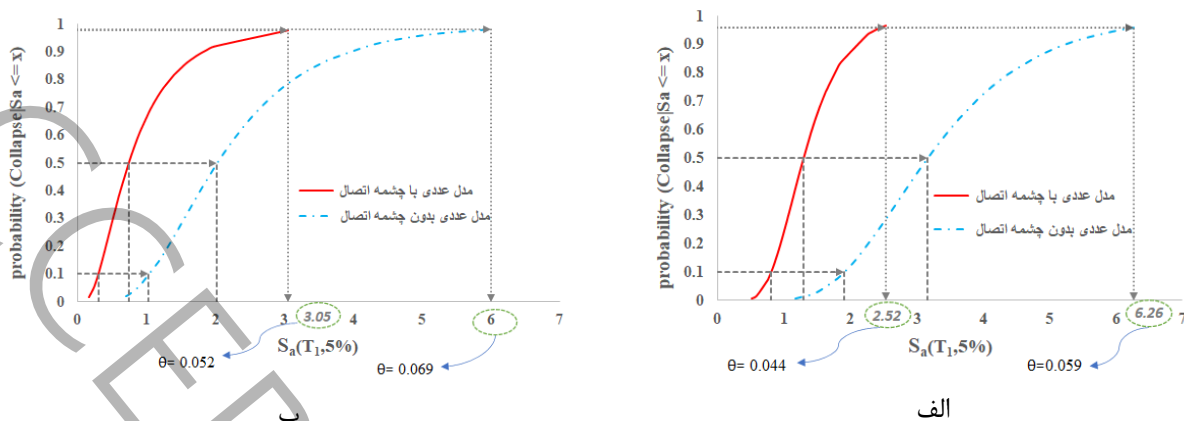 probability (Collapse|Sa <= x)
1
0.9
0.8
0.7
0.6
0.5
0.4
0.3
0.2
0.1
0
مدل عددی با چشمه اتصال
مدل عددی بدون چشمه اتصال
0 1 2 3 3.05 4 5 6 7
Sa(T1,5%)
θ= 0.052
θ= 0.069
ب
probability (Collapse|Sa <= x)
1
0.9
0.8
0.7
0.6
0.5
0.4
0.3
0.2
0.1
0
مدل عددی با چشمه اتصال
مدل عددی بدون چشمه اتصال
0 1 2 2.52 3 4 5 6.26 7
Sa(T1,5%)
θ= 0.044
θ=0.059
الف